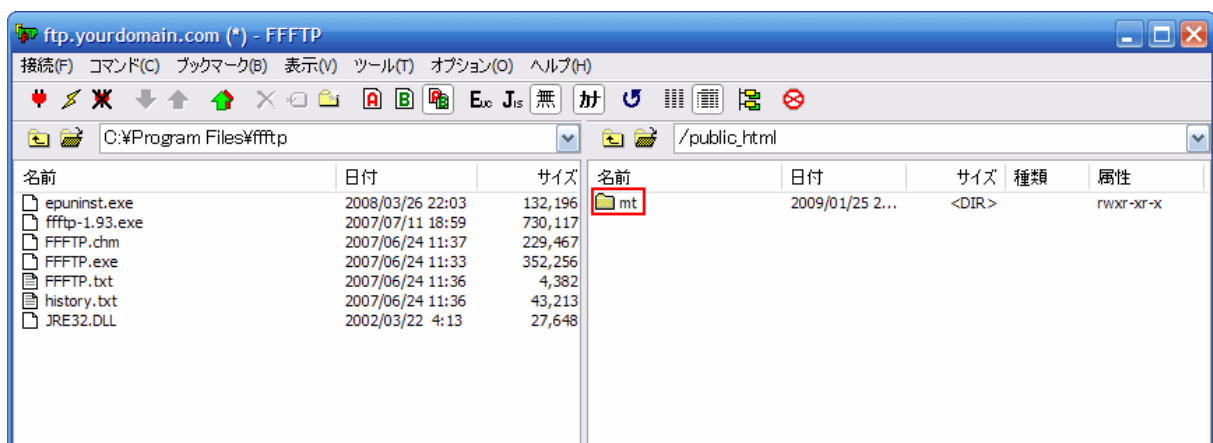 ftp.yourdomain.com (*) - FFFTP
接続(F) コマンド(C) ブックマーク(B) 表示(V) ツール(T) オプション(O) ヘルプ(H)
A B Euc Jis 無 カナ
C:¥Program Files¥ffftp /public_html
名前 日付 サイズ 名前 日付 サイズ 種類 属性
epuninst.exe 2008/03/26 22:03 132,196 mt 2009/01/25 2... <DIR> rwxr-xr-x
ffftp-1.93.exe 2007/07/11 18:59 730,117
FFFTP.chm 2007/06/24 11:37 229,467
FFFTP.exe 2007/06/24 11:33 352,256
FFFTP.txt 2007/06/24 11:36 4,382
history.txt 2007/06/24 11:36 43,213
JRE32.DLL 2002/03/22 4:13 27,648